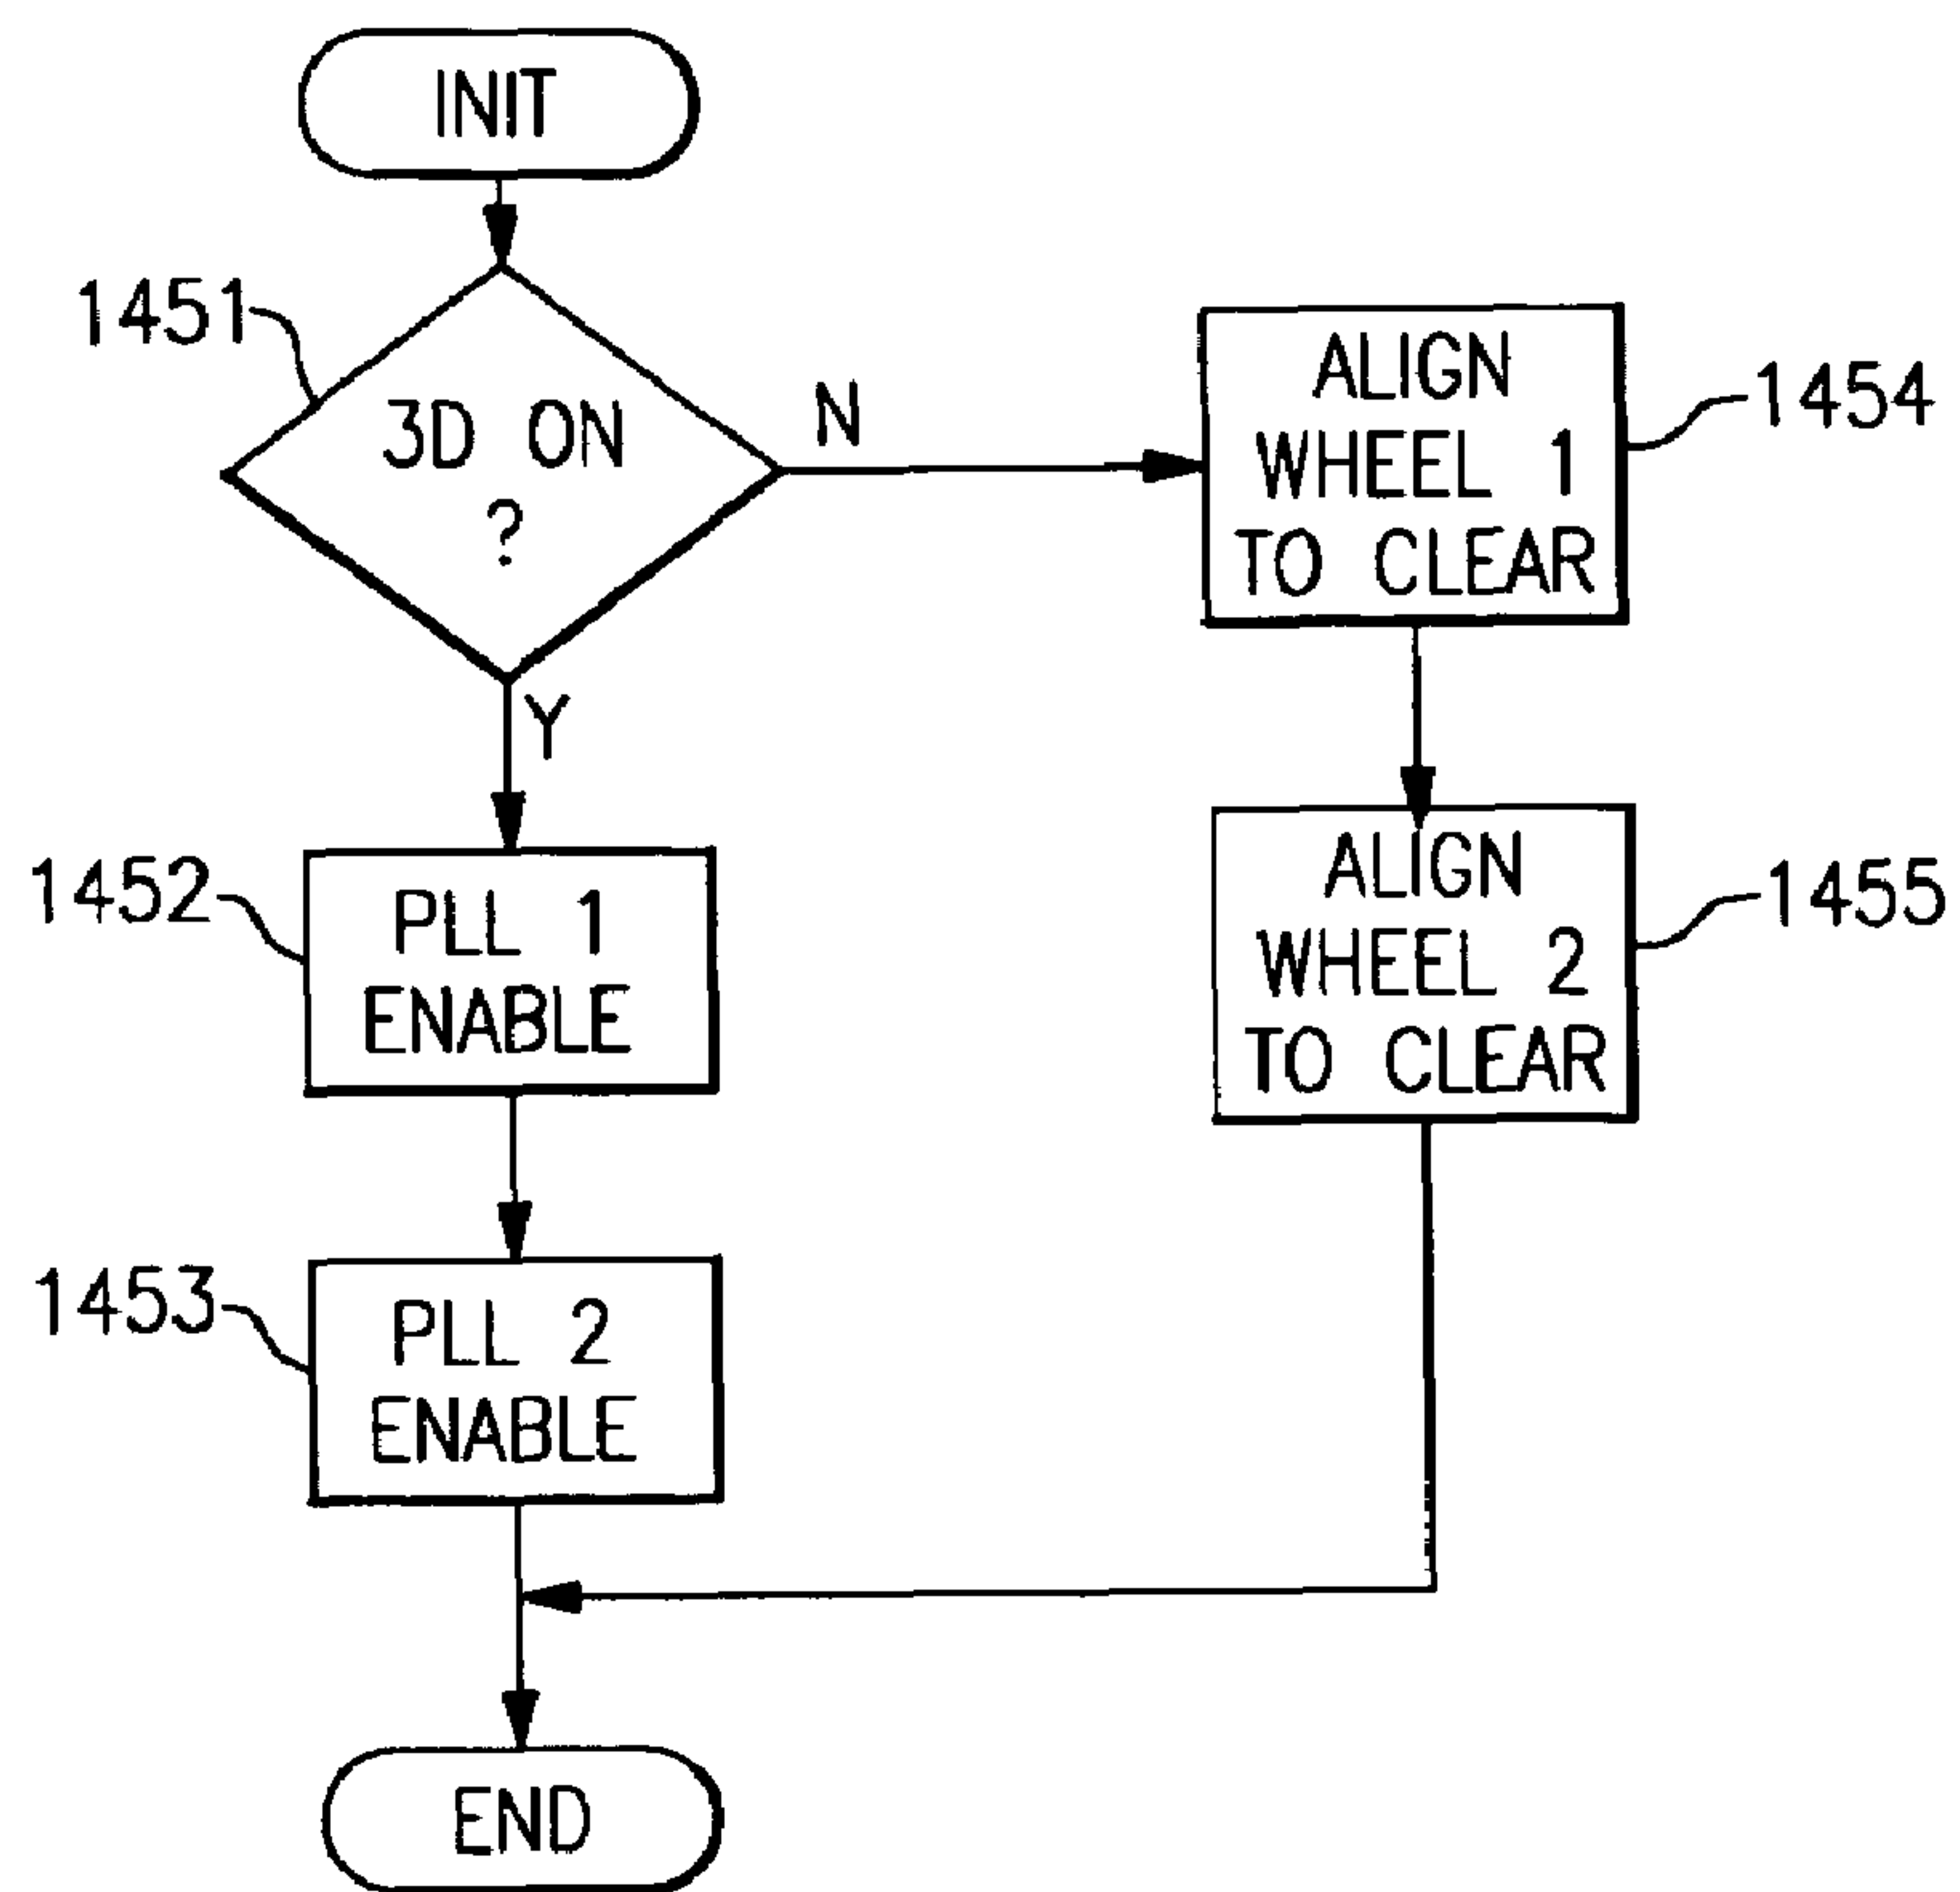 INIT
1451
3D ON
?
N
Y
ALIGN
WHEEL 1
TO CLEAR
1454
1452
PLL 1
ENABLE
ALIGN
WHEEL 2
TO CLEAR
1455
1453
PLL 2
ENABLE
END